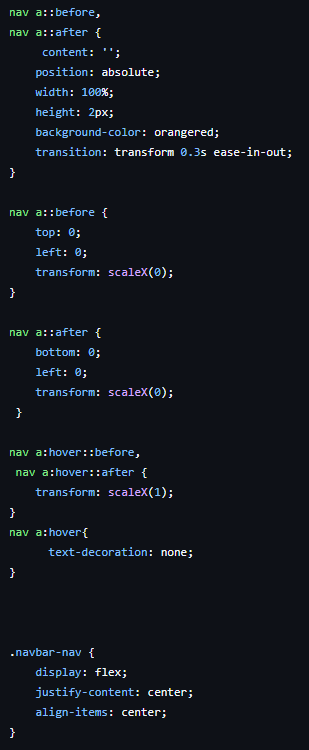 nav a::before,
nav a::after {
     content: '';
    position: absolute;
    width: 100%;
    height: 2px;
    background-color: orangered;
    transition: transform 0.3s ease-in-out;
}

nav a::before {
    top: 0;
    left: 0;
    transform: scaleX(0);
}

nav a::after {
    bottom: 0;
    left: 0;
    transform: scaleX(0);
 }

nav a:hover::before,
 nav a:hover::after {
    transform: scaleX(1);
}
nav a:hover{
      text-decoration: none;
}

.navbar-nav {
    display: flex;
    justify-content: center;
    align-items: center;
}